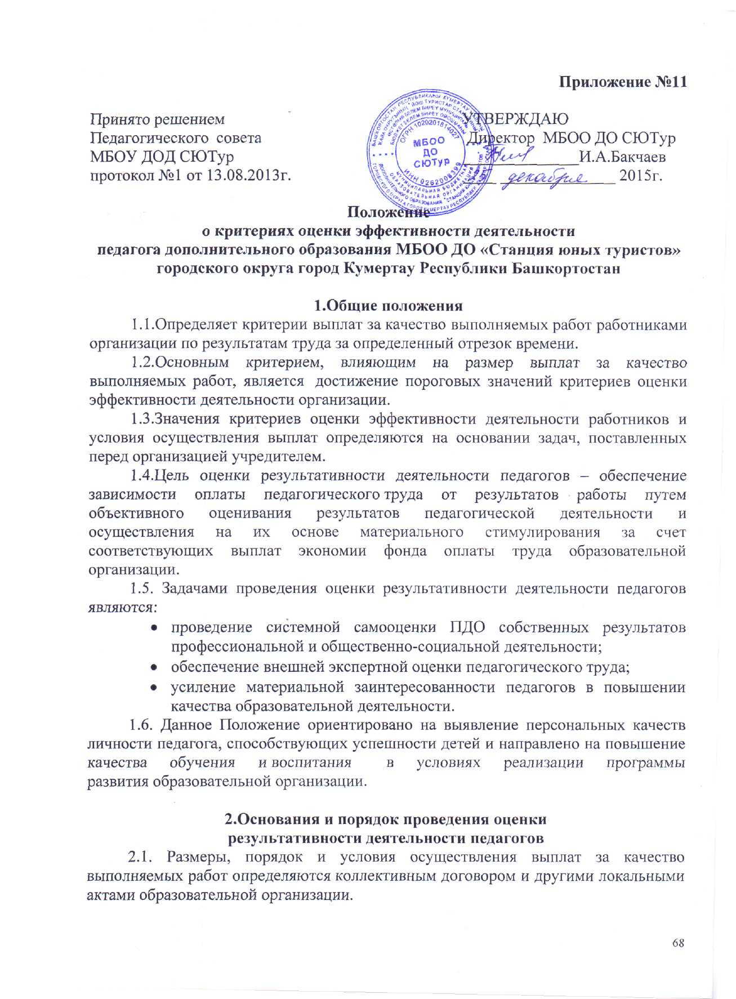 Приложение №11
Принято решением
Педагогического совета
МБОУ ДОД СЮТур
протокол №1 от 13.08.2013г.
УТВЕРЖДАЮ
Директор МБОО ДО СЮТур
И.А.Бакчаев
декабрие 2015г.
ОГРН 1020201814027
МБОО
ДО
СЮТур
ИНН 0262008399
Положение
о критериях оценки эффективности деятельности
педагога дополнительного образования МБОО ДО «Станция юных туристов»
городского округа город Кумертау Республики Башкортостан
1.Общие положения
1.1.Определяет критерии выплат за качество выполняемых работ работниками
организации по результатам труда за определенный отрезок времени.
1.2.Основным критерием, влияющим на размер выплат за качество
выполняемых работ, является достижение пороговых значений критериев оценки
эффективности деятельности организации.
1.3.Значения критериев оценки эффективности деятельности работников и
условия осуществления выплат определяются на основании задач, поставленных
перед организацией учредителем.
1.4.Цель оценки результативности деятельности педагогов – обеспечение
зависимости оплаты педагогического труда от результатов работы путем
объективного оценивания результатов педагогической деятельности и
осуществления на их основе материального стимулирования за счет
соответствующих выплат экономии фонда оплаты труда образовательной
организации.
1.5. Задачами проведения оценки результативности деятельности педагогов
являются:
• проведение системной самооценки ПДО собственных результатов
профессиональной и общественно-социальной деятельности;
• обеспечение внешней экспертной оценки педагогического труда;
• усиление материальной заинтересованности педагогов в повышении
качества образовательной деятельности.
1.6. Данное Положение ориентировано на выявление персональных качеств
личности педагога, способствующих успешности детей и направлено на повышение
качества обучения и воспитания в условиях реализации программы
развития образовательной организации.
2.Основания и порядок проведения оценки
результативности деятельности педагогов
2.1. Размеры, порядок и условия осуществления выплат за качество
выполняемых работ определяются коллективным договором и другими локальными
актами образовательной организации.
68